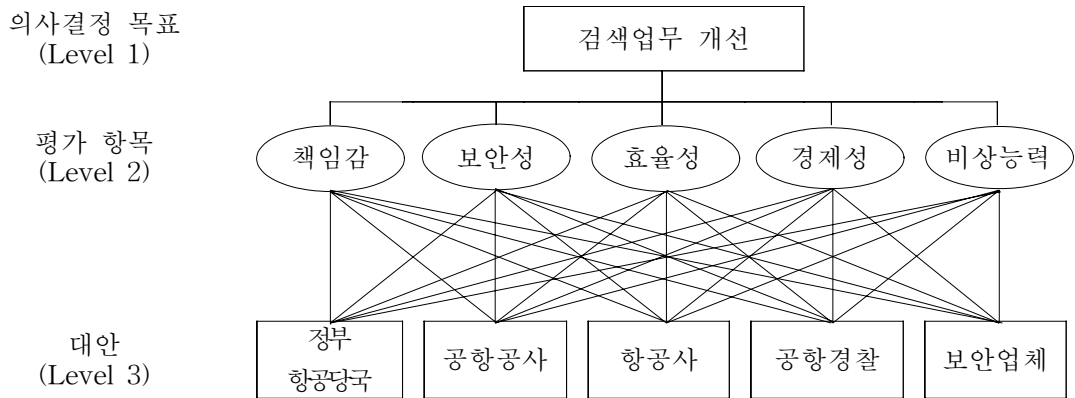 의사결정 목표
(Level 1)
검색업무 개선
평가 항목
(Level 2)
책임감
보안성
효율성
경제성
비상능력
대안
(Level 3)
정부
항공당국
공항공사
항공사
공항경찰
보안업체